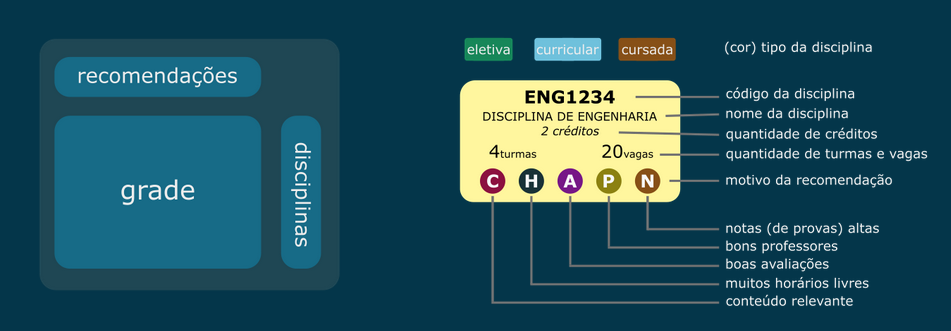 recomendações
grade
disciplinas
eletiva
curricular
cursada
(cor) tipo da disciplina
ENG1234
DISCIPLINA DE ENGENHARIA
2 créditos
4turmas
20vagas
C
H
A
P
N
código da disciplina
nome da disciplina
quantidade de créditos
quantidade de turmas e vagas
motivo da recomendação
notas (de provas) altas
bons professores
boas avaliações
muitos horários livres
conteúdo relevante